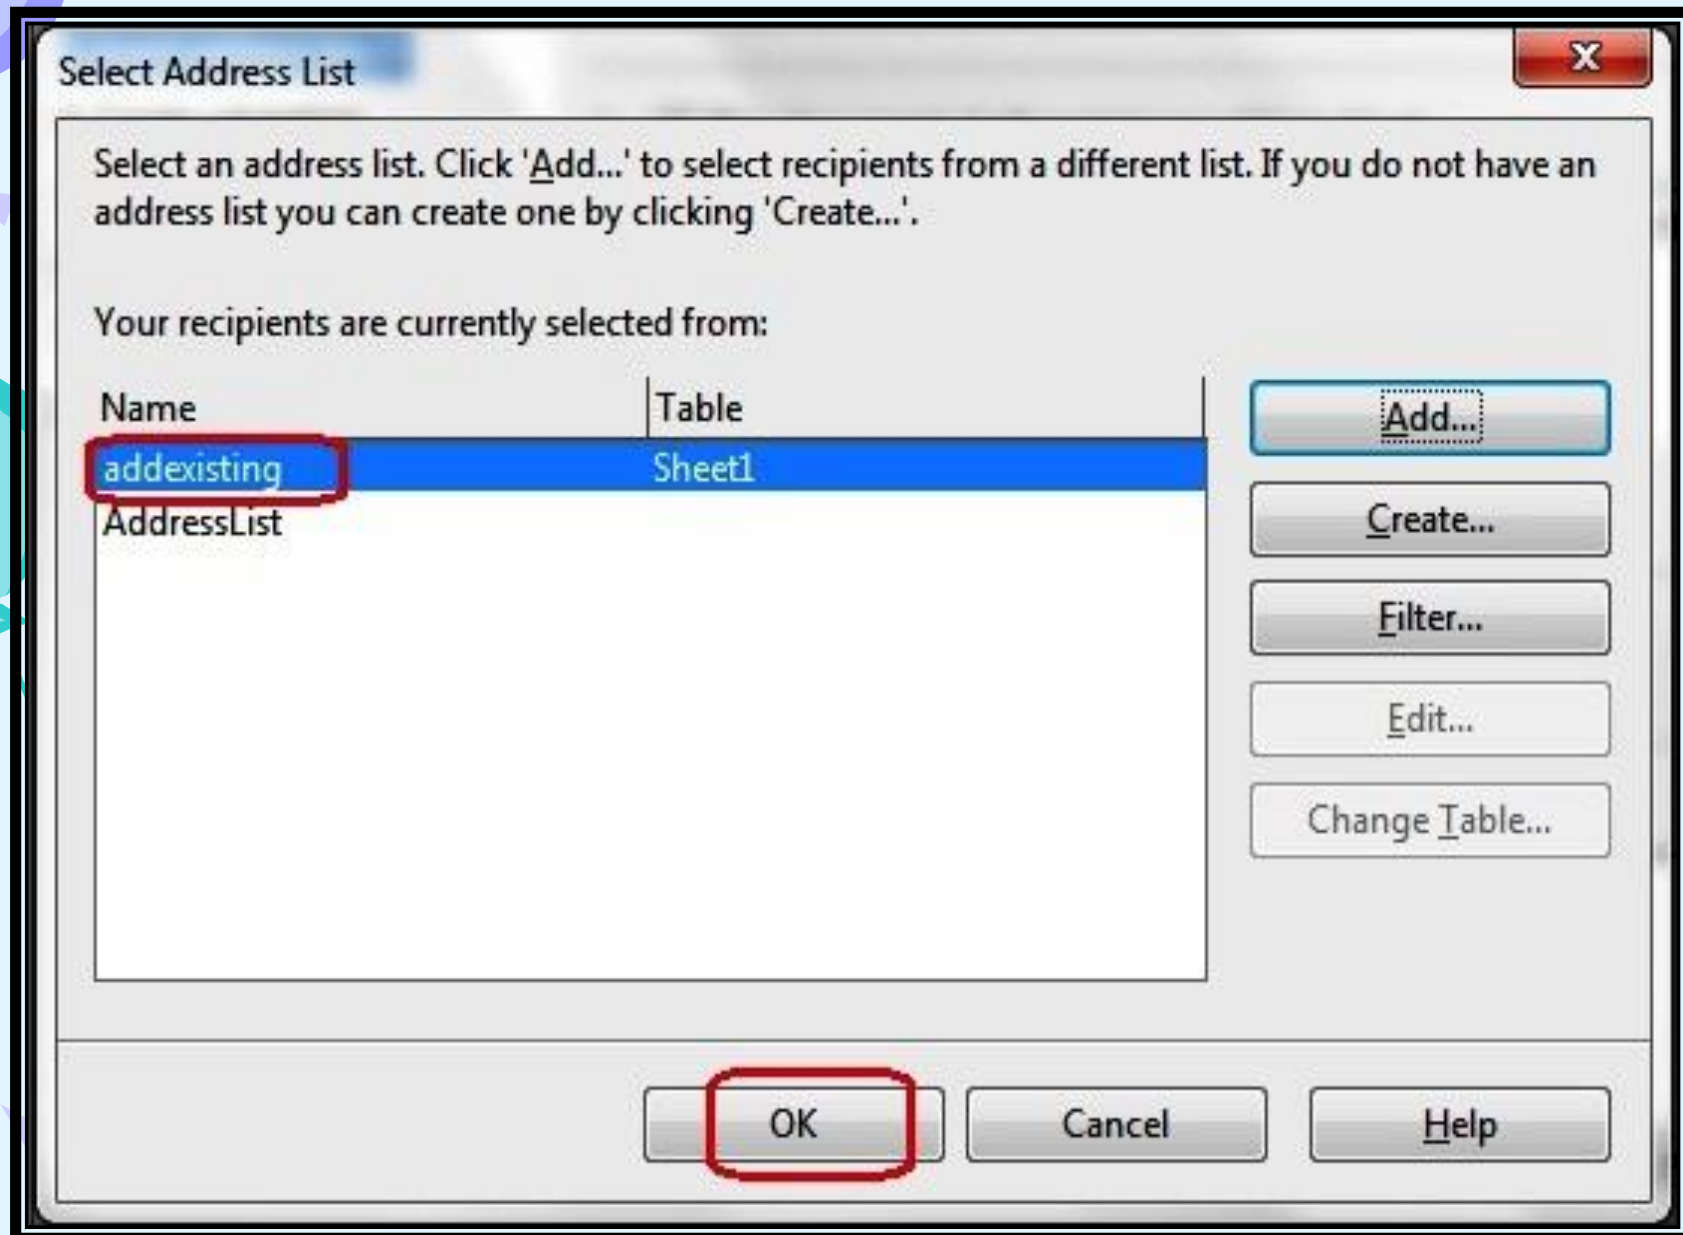 Select Address List
X
Select an address list. Click 'Add...' to select recipients from a different list. If you do not have an
address list you can create one by clicking 'Create...'.
Your recipients are currently selected from:
Name Table
addexisting Sheet1
AddressList
Add...
Create...
Filter...
Edit...
Change Table...
OK Cancel Help